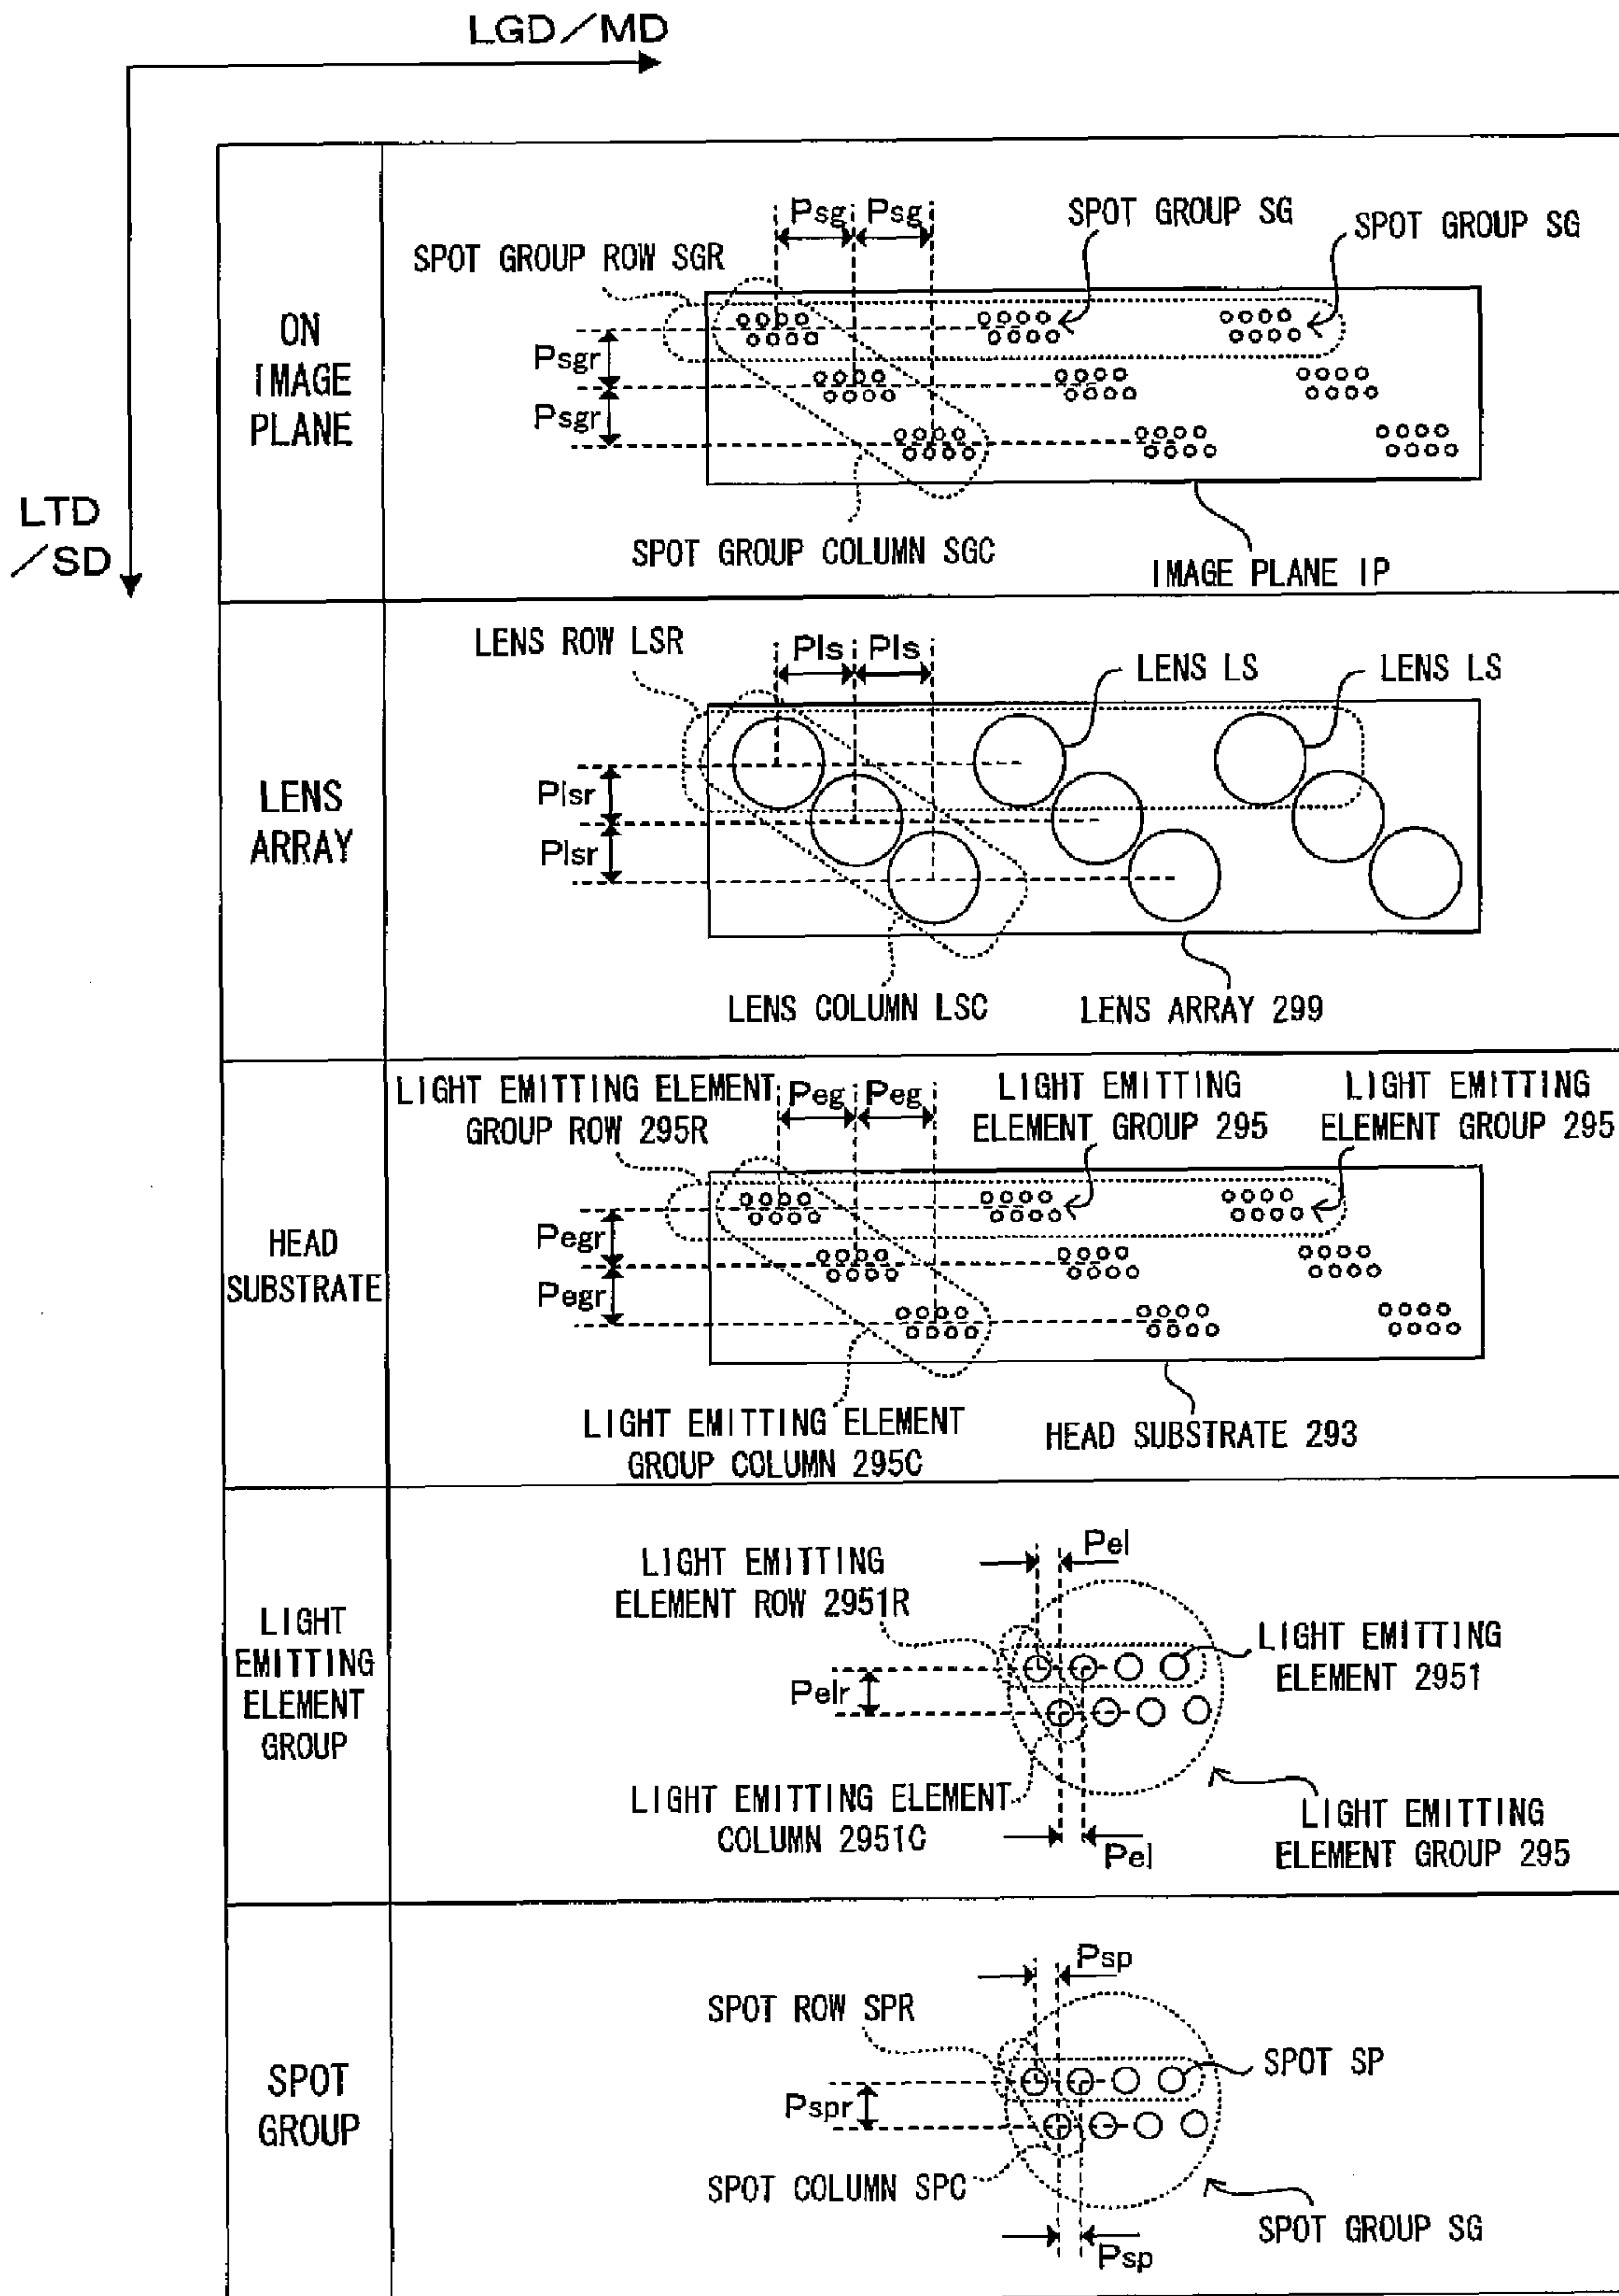 LGD/MD
LTD
/SD
ON
IMAGE
PLANE
Psg
Psg
SPOT GROUP SG
SPOT GROUP SG
SPOT GROUP ROW SGR
Psgr
Psgr
SPOT GROUP COLUMN SGC
IMAGE PLANE IP
LENS
ARRAY
LENS ROW LSR
Pls
Pls
LENS LS
LENS LS
Plsr
Plsr
LENS COLUMN LSC
LENS ARRAY 299
HEAD
SUBSTRATE
LIGHT EMITTING ELEMENT
GROUP ROW 295R
Peg
Peg
LIGHT EMITTING
ELEMENT GROUP 295
LIGHT EMITTING
ELEMENT GROUP 295
Pegr
Pegr
LIGHT EMITTING ELEMENT
GROUP COLUMN 295C
HEAD SUBSTRATE 293
LIGHT
EMITTING
ELEMENT
GROUP
LIGHT EMITTING
ELEMENT ROW 2951R
Pel
LIGHT EMITTING
ELEMENT 2951
Pelr
LIGHT EMITTING ELEMENT
COLUMN 2951C
Pel
LIGHT EMITTING
ELEMENT GROUP 295
SPOT
GROUP
Psp
SPOT ROW SPR
SPOT SP
Pspr
SPOT COLUMN SPC
Psp
SPOT GROUP SG